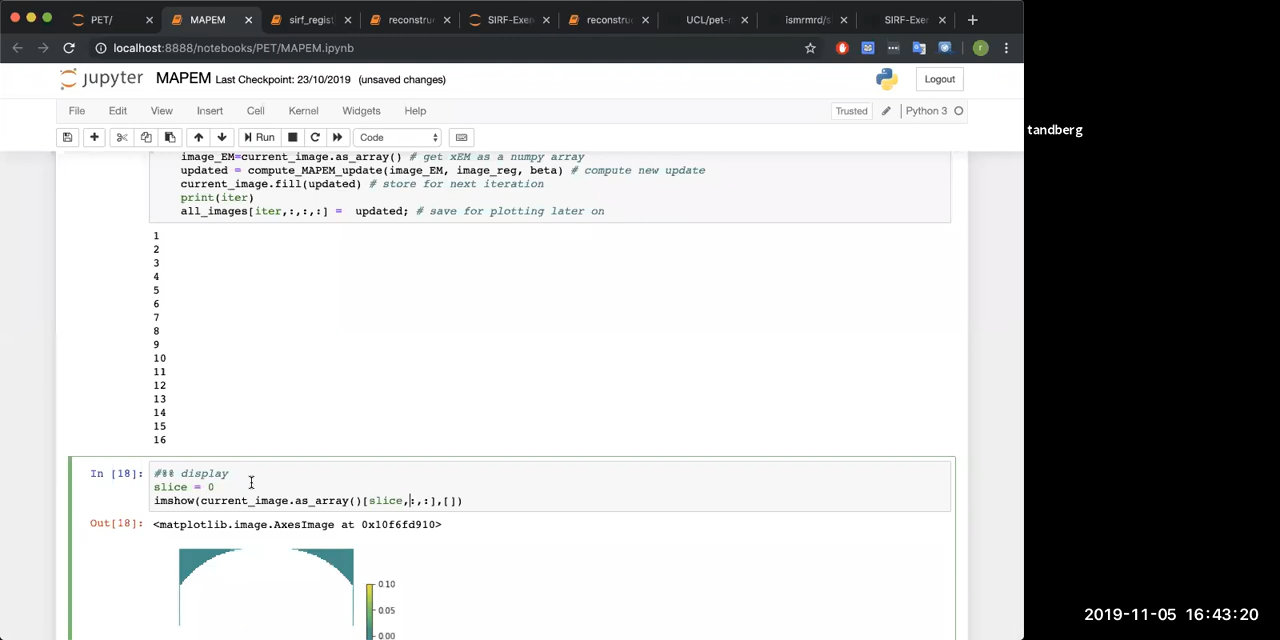 PET/
MAPEM
sirf_regist
reconstru
SIRF-Exer
reconstru
UCL/pet-r
ismrmrd/s
SIRF-Exer
localhost:8888/notebooks/PET/MAPEM.ipynb
r
jupyter MAPEM Last Checkpoint: 23/10/2019 (unsaved changes)
Logout
File Edit View Insert Cell Kernel Widgets Help
Trusted Python 3
Run Code
image_EM=current_image.as_array() # get xEM as a numpy array
updated = compute_MAPEM_update(image_EM, image_reg, beta) # compute new update
current_image.fill(updated) # store for next iteration
print(iter)
all_images[iter,:,:,:] =  updated; # save for plotting later on
1
2
3
4
5
6
7
8
9
10
11
12
13
14
15
16
In [18]: #%% display
slice = 0
imshow(current_image.as_array()[slice,:,:],[])
Out[18]: <matplotlib.image.AxesImage at 0x10f6fd910>
0.10
0.05
0.00
tandberg
2019-11-05 16:43:20